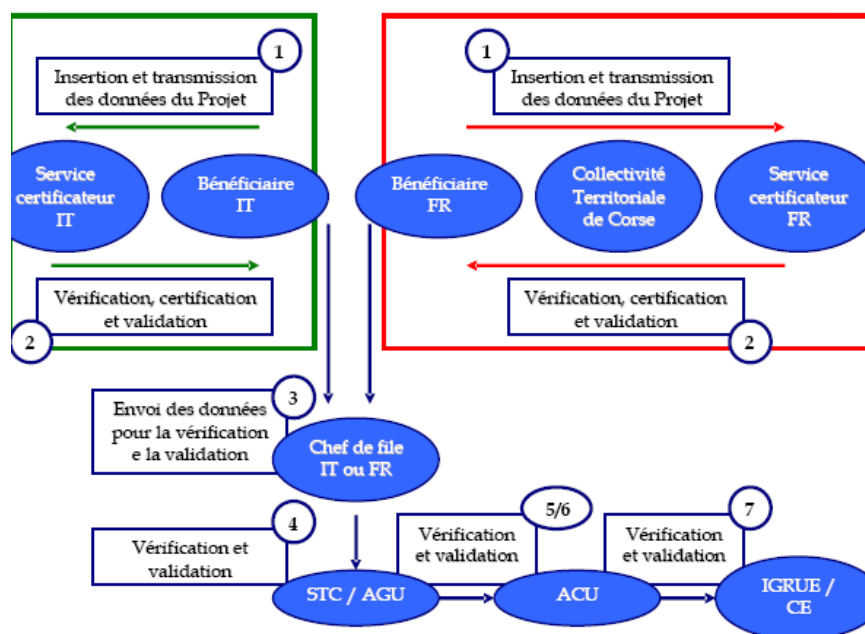 1
Insertion et transmission
des données du Projet
Service
certificateur
IT
Bénéficiaire
IT
Vérification, certification
et validation
2
1
Insertion et transmission
des données du Projet
Bénéficiaire
FR
Collectivité
Territoriale
de Corse
Service
certificateur
FR
Vérification, certification
et validation
2
3
Envoi des données
pour la vérification
e la validation
Chef de file
IT ou FR
4
Vérification et
validation
STC / AGU
5/6
Vérification
et validation
ACU
7
Vérification
et validation
IGRUE /
CE